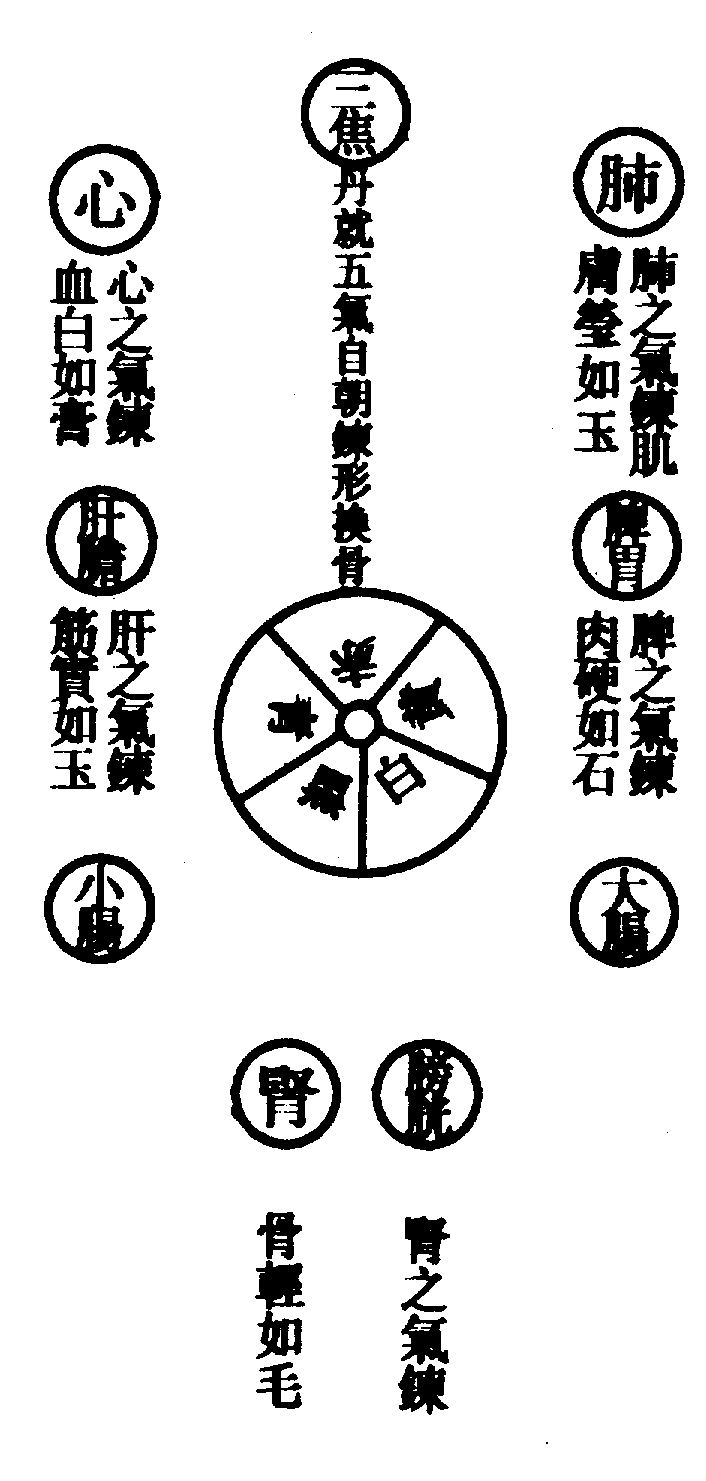 三焦
丹就五氣自朝鍊形換骨
肺
肺之氣鍊肌
膚瑩如玉
脾胃
脾之氣鍊
肉硬如石
大腸
心
心之氣鍊
血白如膏
肝膽
肝之氣鍊
筋實如玉
小腸
赤
黃
白
黑
青
膀胱
腎
腎之氣鍊
骨輕如毛